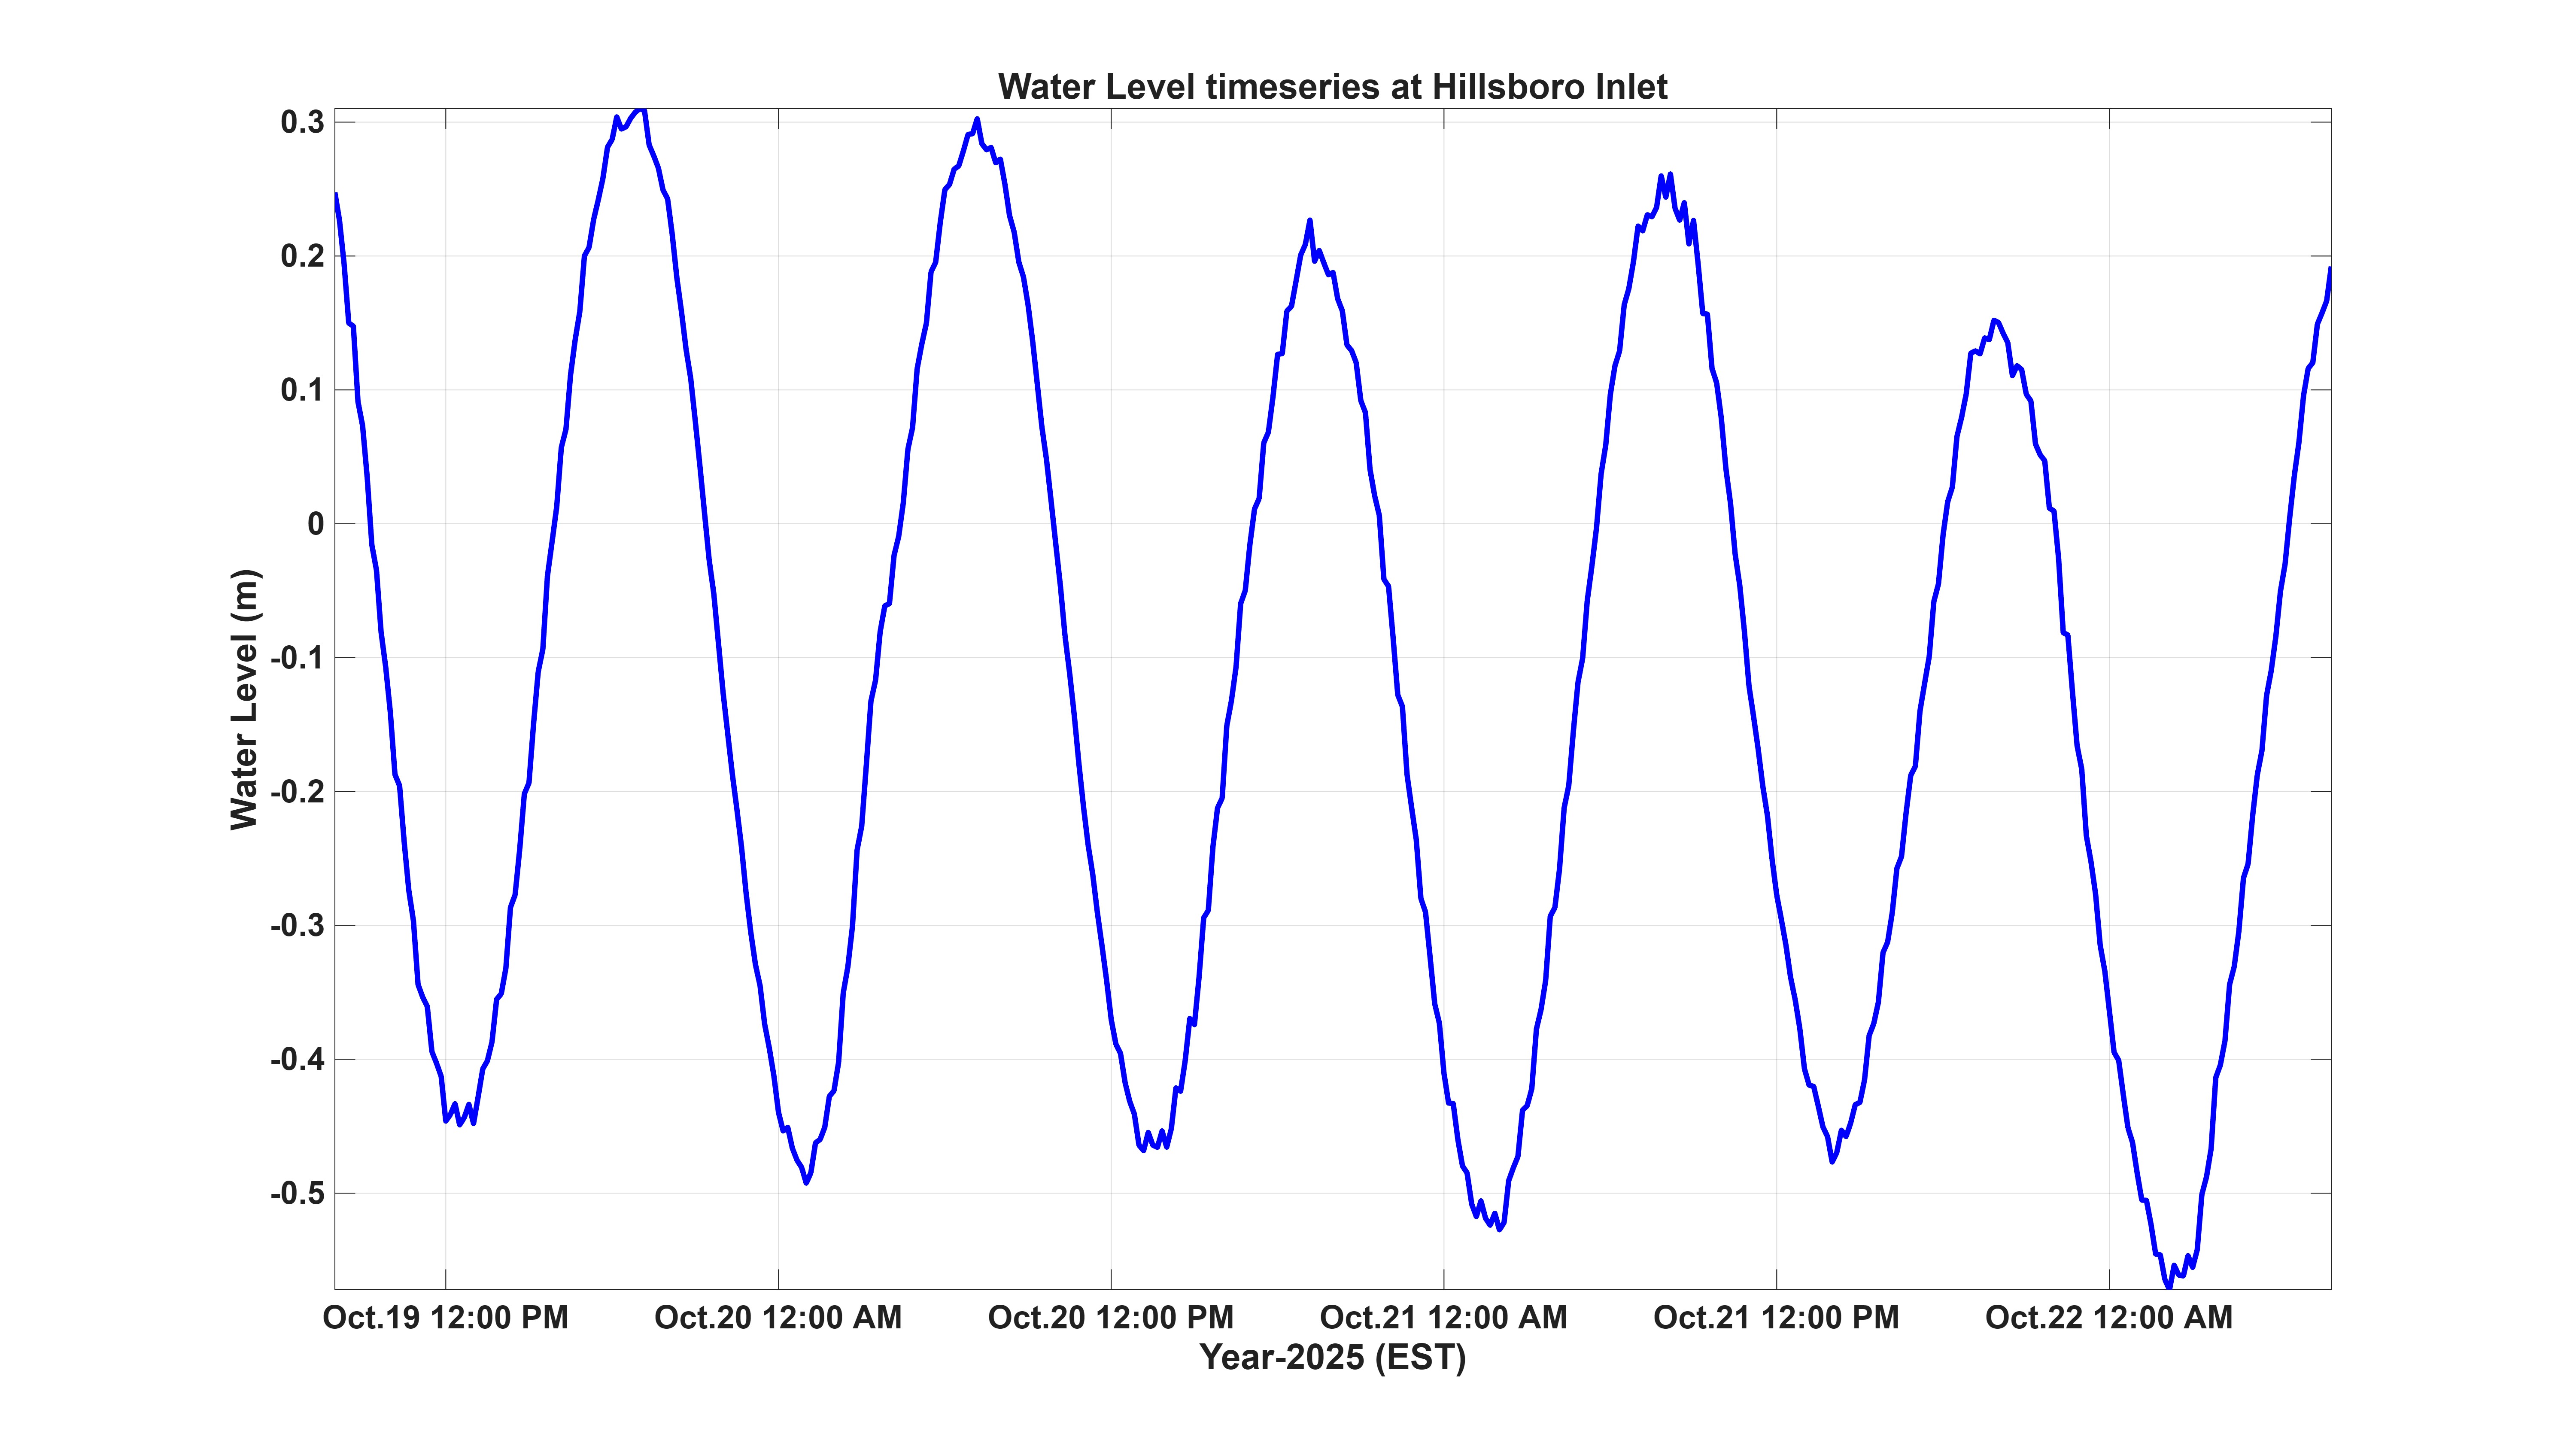 Water Level timeseries at Hillsboro Inlet
0.3
0.2
0.1
0
-0.1
-0.2
-0.3
-0.4
-0.5
Water Level (m)
Oct.19 12:00 PM Oct.20 12:00 AM Oct.20 12:00 PM Oct.21 12:00 AM Oct.21 12:00 PM Oct.22 12:00 AM
Year-2025 (EST)